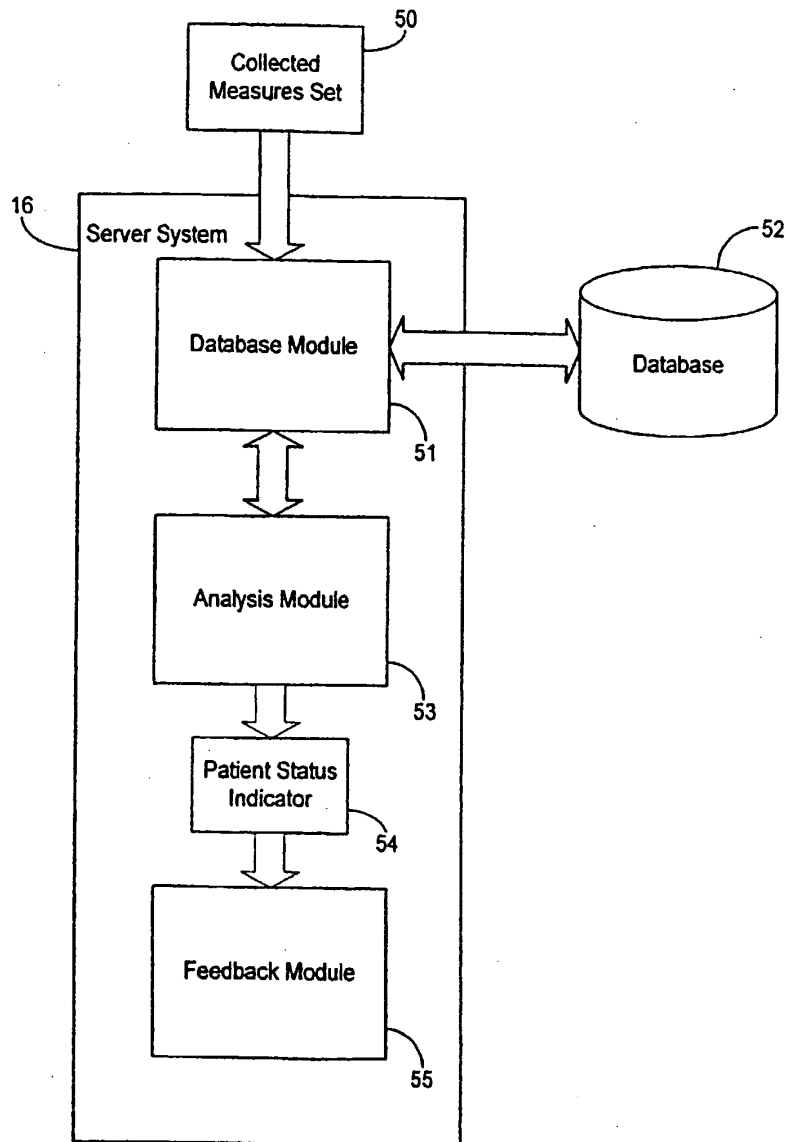 50
Collected
Measures Set
16
Server System
52
Database Module
Database
51
Analysis Module
53
Patient Status
Indicator
54
Feedback Module
55